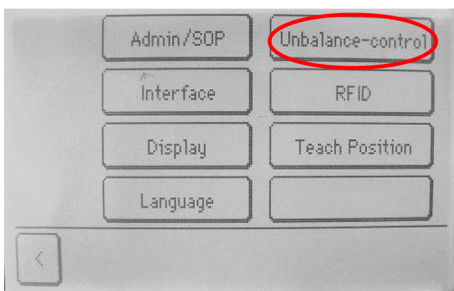 Admin/SOP
Unbalance-control
Interface
RFID
Display
Teach Position
Language
<